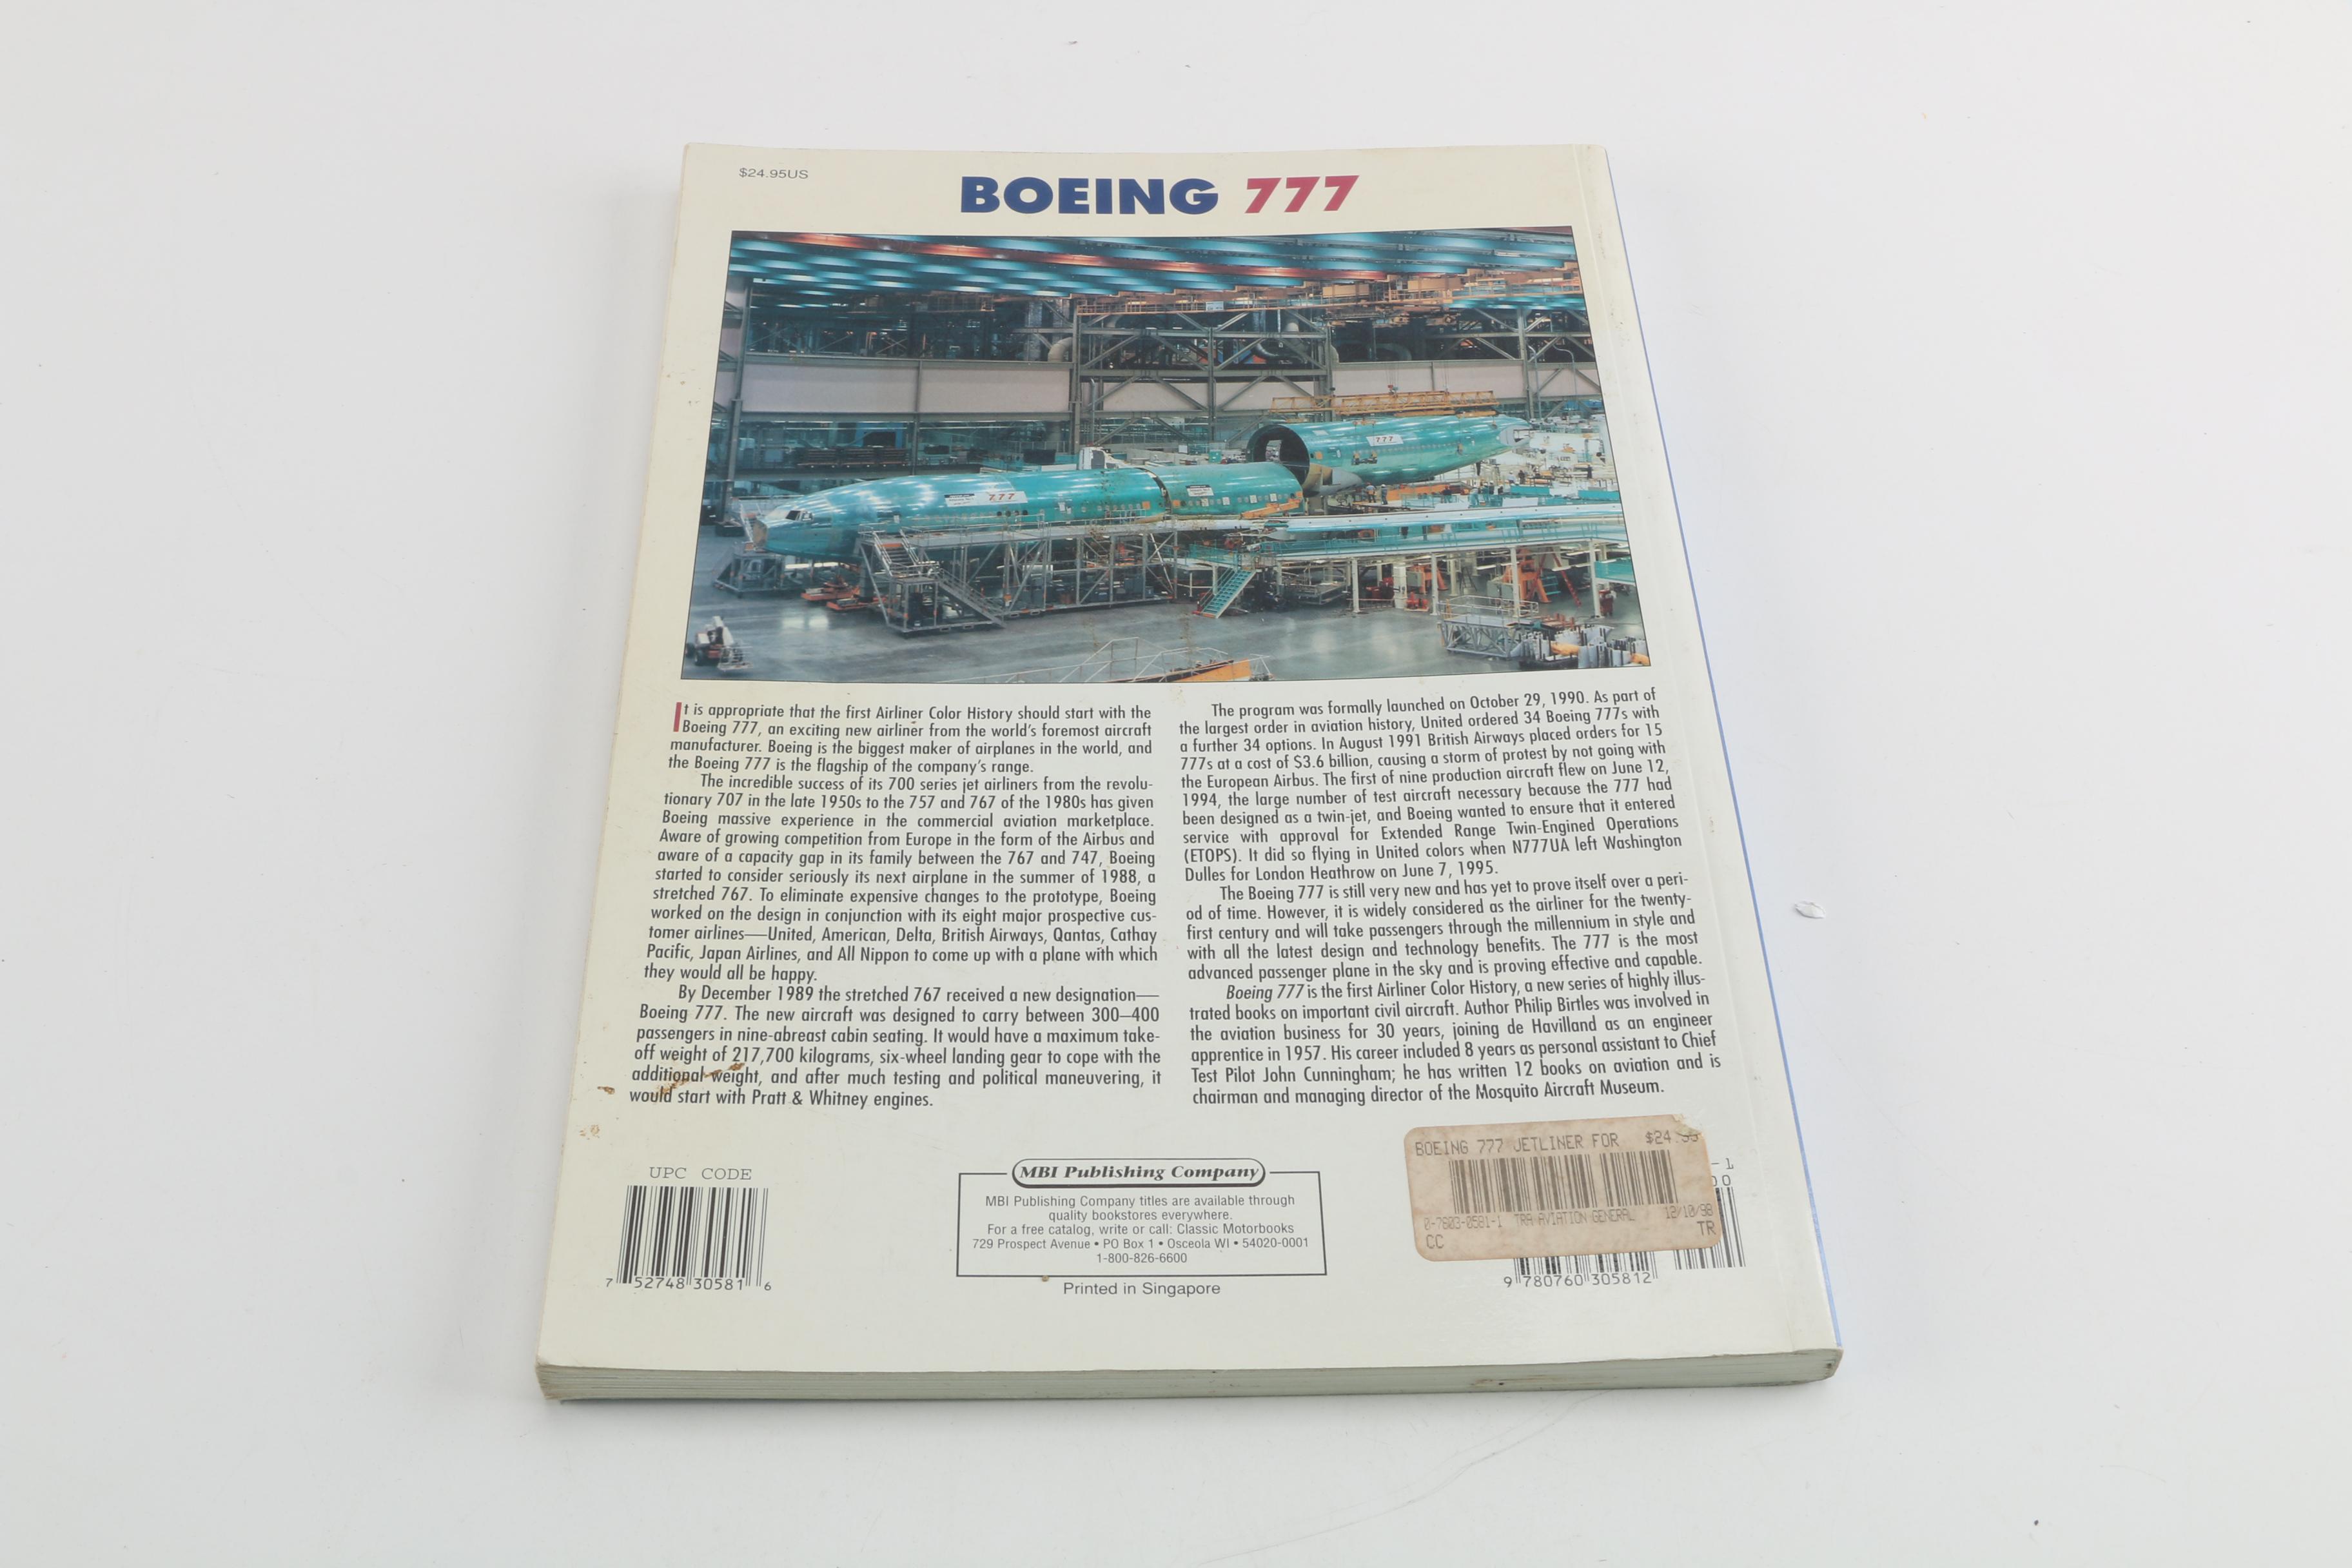 $24.95US
BOEING 777
777
777
It is appropriate that the first Airliner Color History should start with the
Boeing 777, an exciting new airliner from the world's foremost aircraft
manufacturer. Boeing is the biggest maker of airplanes in the world, and
the Boeing 777 is the flagship of the company's range.
The incredible success of its 700 series jet airliners from the revolu-
tionary 707 in the late 1950s to the 757 and 767 of the 1980s has given
Boeing massive experience in the commercial aviation marketplace.
Aware of growing competition from Europe in the form of the Airbus and
aware of a capacity gap in its family between the 767 and 747, Boeing
started to consider seriously its next airplane in the summer of 1988, a
stretched 767. To eliminate expensive changes to the prototype, Boeing
worked on the design in conjunction with its eight major prospective cus-
tomer airlines—United, American, Delta, British Airways, Qantas, Cathay
Pacific, Japan Airlines, and All Nippon to come up with a plane with which
they would all be happy.
By December 1989 the stretched 767 received a new designation—
Boeing 777. The new aircraft was designed to carry between 300–400
passengers in nine-abreast cabin seating. It would have a maximum take-
off weight of 217,700 kilograms, six-wheel landing gear to cope with the
additional weight, and after much testing and political maneuvering, it
would start with Pratt & Whitney engines.
The program was formally launched on October 29, 1990. As part of
the largest order in aviation history, United ordered 34 Boeing 777s with
a further 34 options. In August 1991 British Airways placed orders for 15
777s at a cost of $3.6 billion, causing a storm of protest by not going with
the European Airbus. The first of nine production aircraft flew on June 12,
1994, the large number of test aircraft necessary because the 777 had
been designed as a twin-jet, and Boeing wanted to ensure that it entered
service with approval for Extended Range Twin-Engined Operations
(ETOPS). It did so flying in United colors when N777UA left Washington
Dulles for London Heathrow on June 7, 1995.
The Boeing 777 is still very new and has yet to prove itself over a peri-
od of time. However, it is widely considered as the airliner for the twenty-
first century and will take passengers through the millennium in style and
with all the latest design and technology benefits. The 777 is the most
advanced passenger plane in the sky and is proving effective and capable.
Boeing 777 is the first Airliner Color History, a new series of highly illus-
trated books on important civil aircraft. Author Philip Birtles was involved in
the aviation business for 30 years, joining de Havilland as an engineer
apprentice in 1957. His career included 8 years as personal assistant to Chief
Test Pilot John Cunningham; he has written 12 books on aviation and is
chairman and managing director of the Mosquito Aircraft Museum.
UPC CODE
7 52748 30581 6
MBI Publishing Company
MBI Publishing Company titles are available through
quality bookstores everywhere.
For a free catalog, write or call: Classic Motorbooks
729 Prospect Avenue • PO Box 1 • Osceola WI • 54020-0001
1-800-826-6600
Printed in Singapore
BOEING 777 JETLINER FOR $24.95
0-7603-0581-1 TRA AVIATION GENERAL 12/10/98
CC TR
-1
00
9 780760 305812